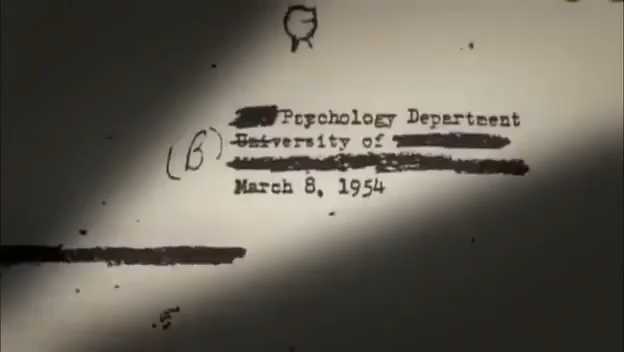 Psychology Department
University of
(B)
March 8, 1954